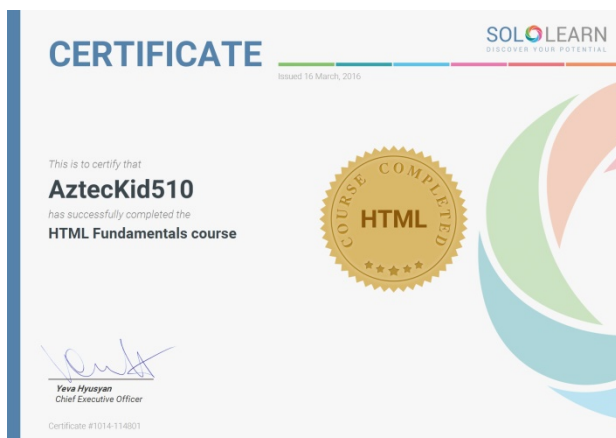 CERTIFICATE
SOLOLEARN
DISCOVER YOUR POTENTIAL
Issued 16 March, 2016
This is to certify that
AztecKid510
has successfully completed the
HTML Fundamentals course
COURSE COMPLETED
HTML
Yeva Hyusyan
Chief Executive Officer
Certificate #1014-114801